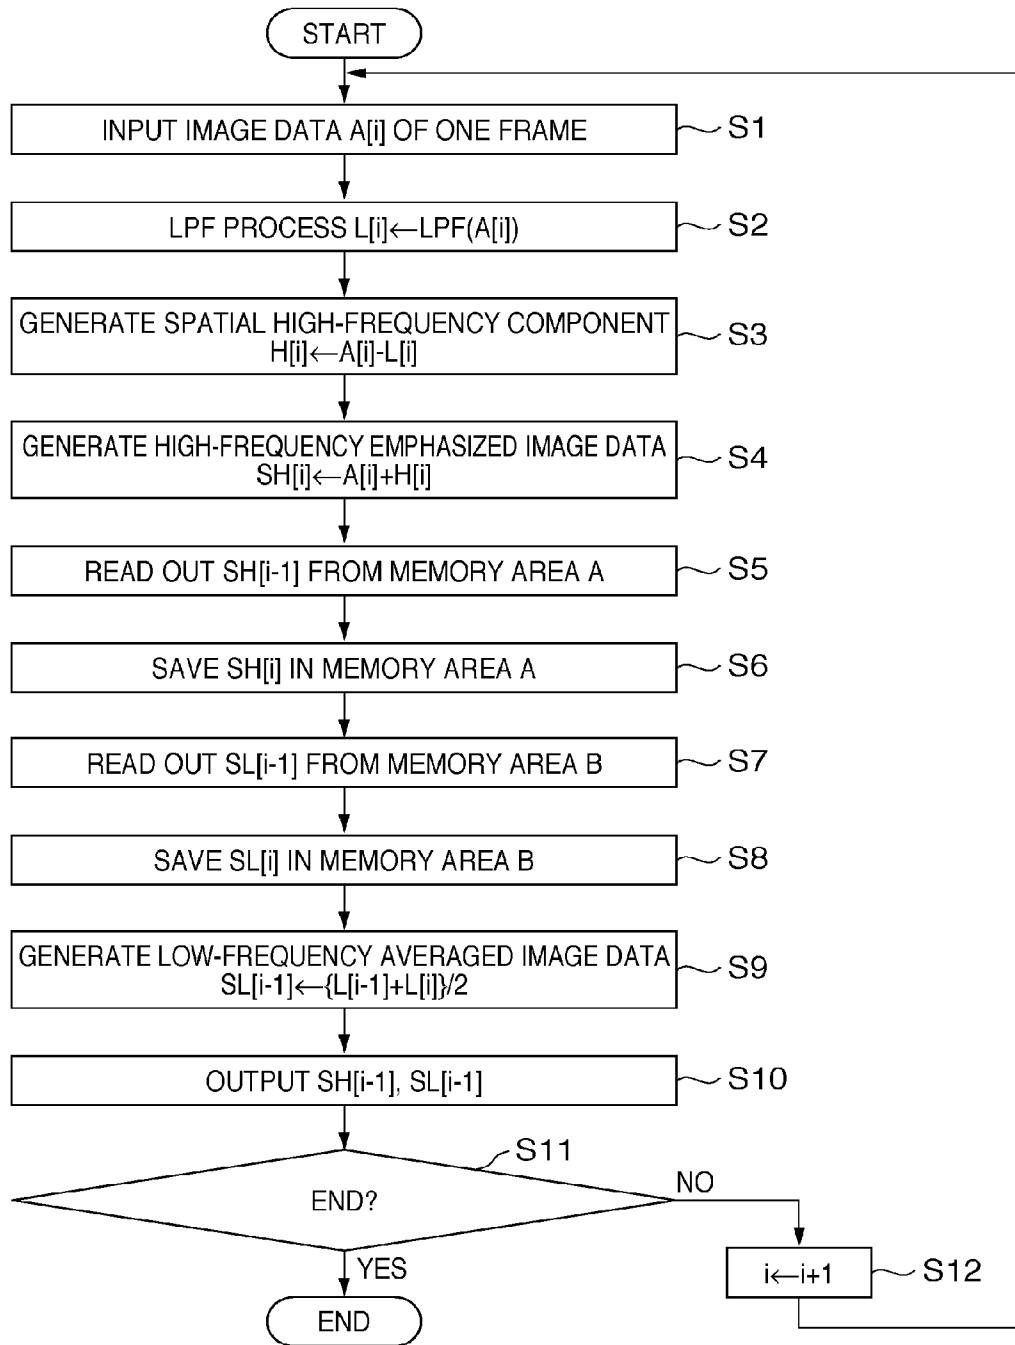 START
INPUT IMAGE DATA A[i] OF ONE FRAME
S1
LPF PROCESS L[i]←LPF(A[i])
S2
GENERATE SPATIAL HIGH-FREQUENCY COMPONENT
H[i]←A[i]-L[i]
S3
GENERATE HIGH-FREQUENCY EMPHASIZED IMAGE DATA
SH[i]←A[i]+H[i]
S4
READ OUT SH[i-1] FROM MEMORY AREA A
S5
SAVE SH[i] IN MEMORY AREA A
S6
READ OUT SL[i-1] FROM MEMORY AREA B
S7
SAVE SL[i] IN MEMORY AREA B
S8
GENERATE LOW-FREQUENCY AVERAGED IMAGE DATA
SL[i-1]←{L[i-1]+L[i]}/2
S9
OUTPUT SH[i-1], SL[i-1]
S10
S11
END?
NO
YES
i←i+1
S12
END